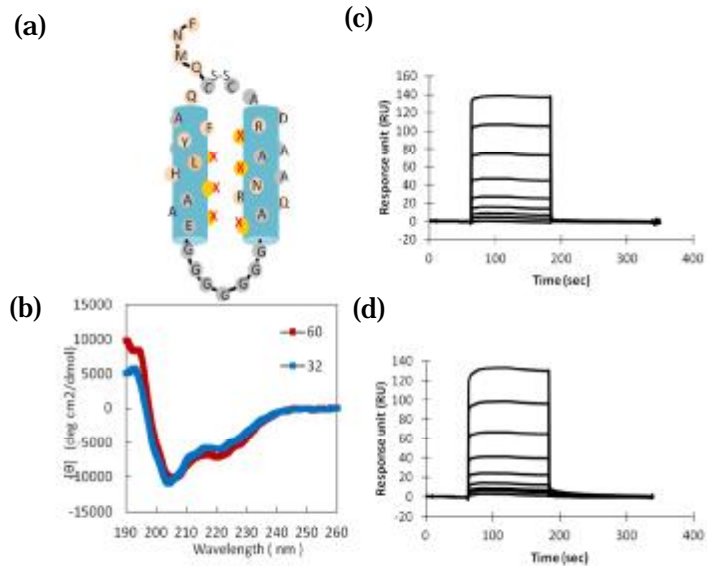 (a)
F
N
M
Q
S-S
C C
Q A
A F
Y
L
H
A
A E
X
X
X
X
X
X
R D
A A
N A
R Q
A
G G
G G
G G
G
(b)
15000
10000
5000
0
-5000
-10000
-15000
[θ] (deg cm2/dmol)
60
32
190 200 210 220 230 240 250 260
Wavelength ( nm )
(c)
160
140
120
100
80
60
40
20
0
-20
Response unit (RU)
0 100 200 300 400
Time(sec)
(d)
140
120
100
80
60
40
20
0
-20
Response unit (RU)
0 100 200 300 400
Time (sec)